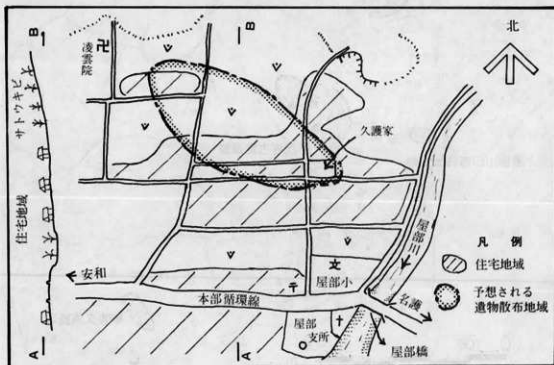 B
B
北
卍
凌雲院
サトウキビ
久護家
住宅地域
屋部川
凡例
住宅地域
予想される
遺物散布地域
安和
本部循環線
〒
文
屋部小
名護
屋部
支所
屋部橋
A
A